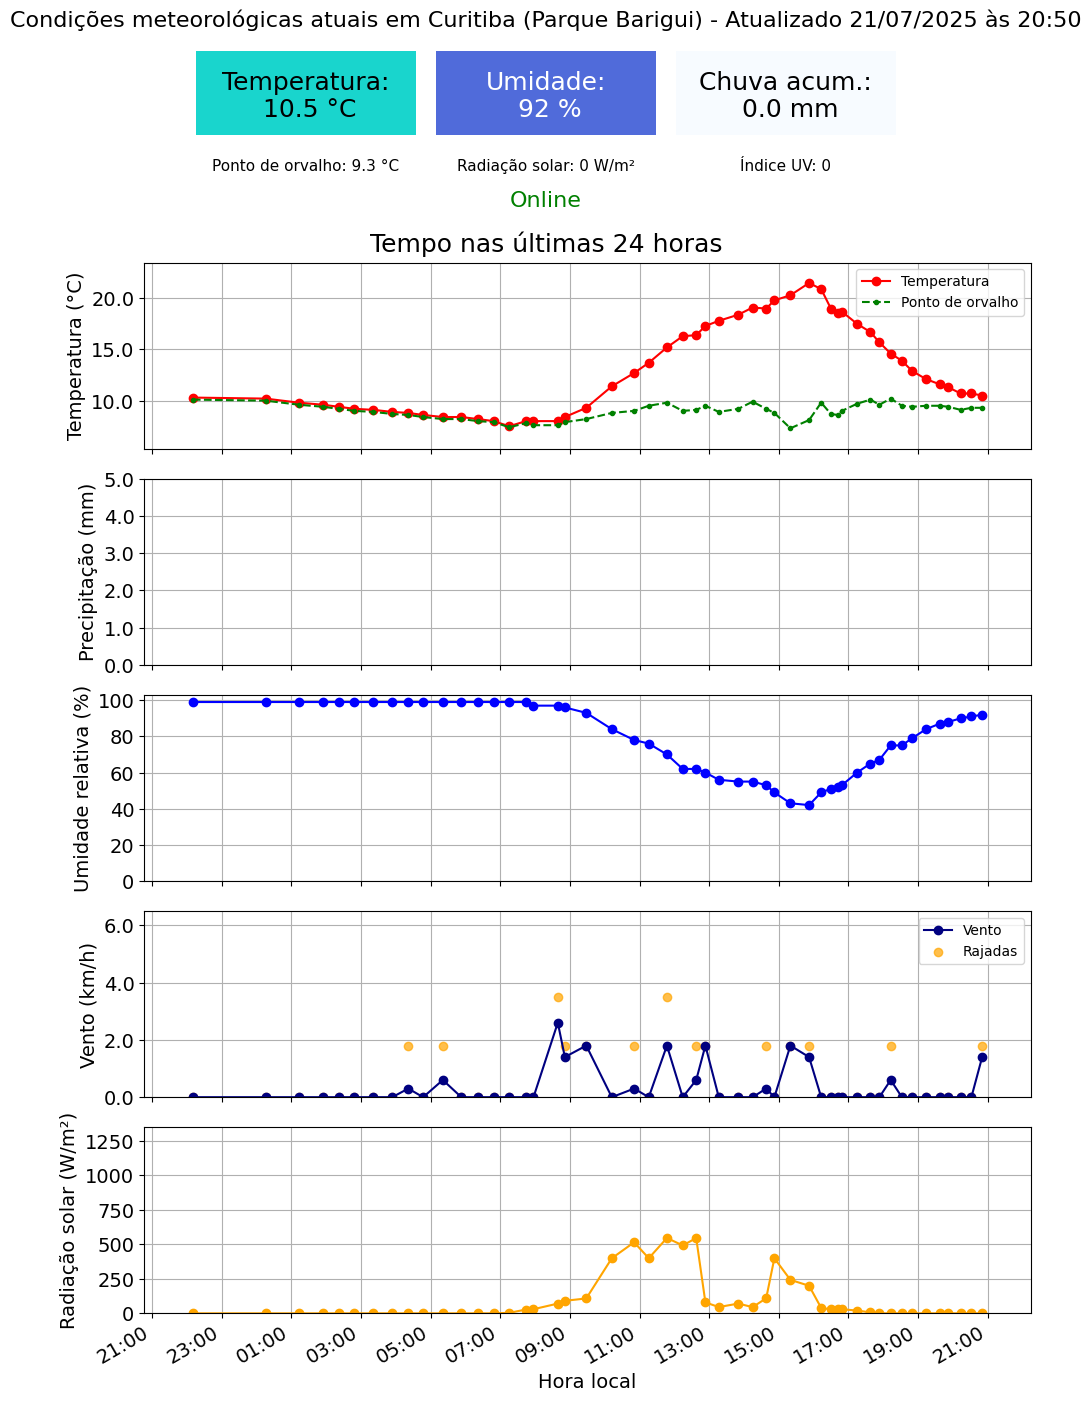 Condições meteorológicas atuais em Curitiba (Parque Barigui) - Atualizado 21/07/2025 às 20:50
Temperatura:
10.5 °C
Umidade:
92 %
Chuva acum.:
0.0 mm
Ponto de orvalho: 9.3 °C
Radiação solar: 0 W/m²
Índice UV: 0
Online
Tempo nas últimas 24 horas
Temperatura (°C)
20.0
15.0
10.0
Temperatura
Ponto de orvalho
Precipitação (mm)
5.0
4.0
3.0
2.0
1.0
0.0
Umidade relativa (%)
100
80
60
40
20
0
Vento (km/h)
6.0
4.0
2.0
0.0
Vento
Rajadas
Radiação solar (W/m²)
1250
1000
750
500
250
0
21:00
23:00
01:00
03:00
05:00
07:00
09:00
11:00
13:00
15:00
17:00
19:00
21:00
Hora local